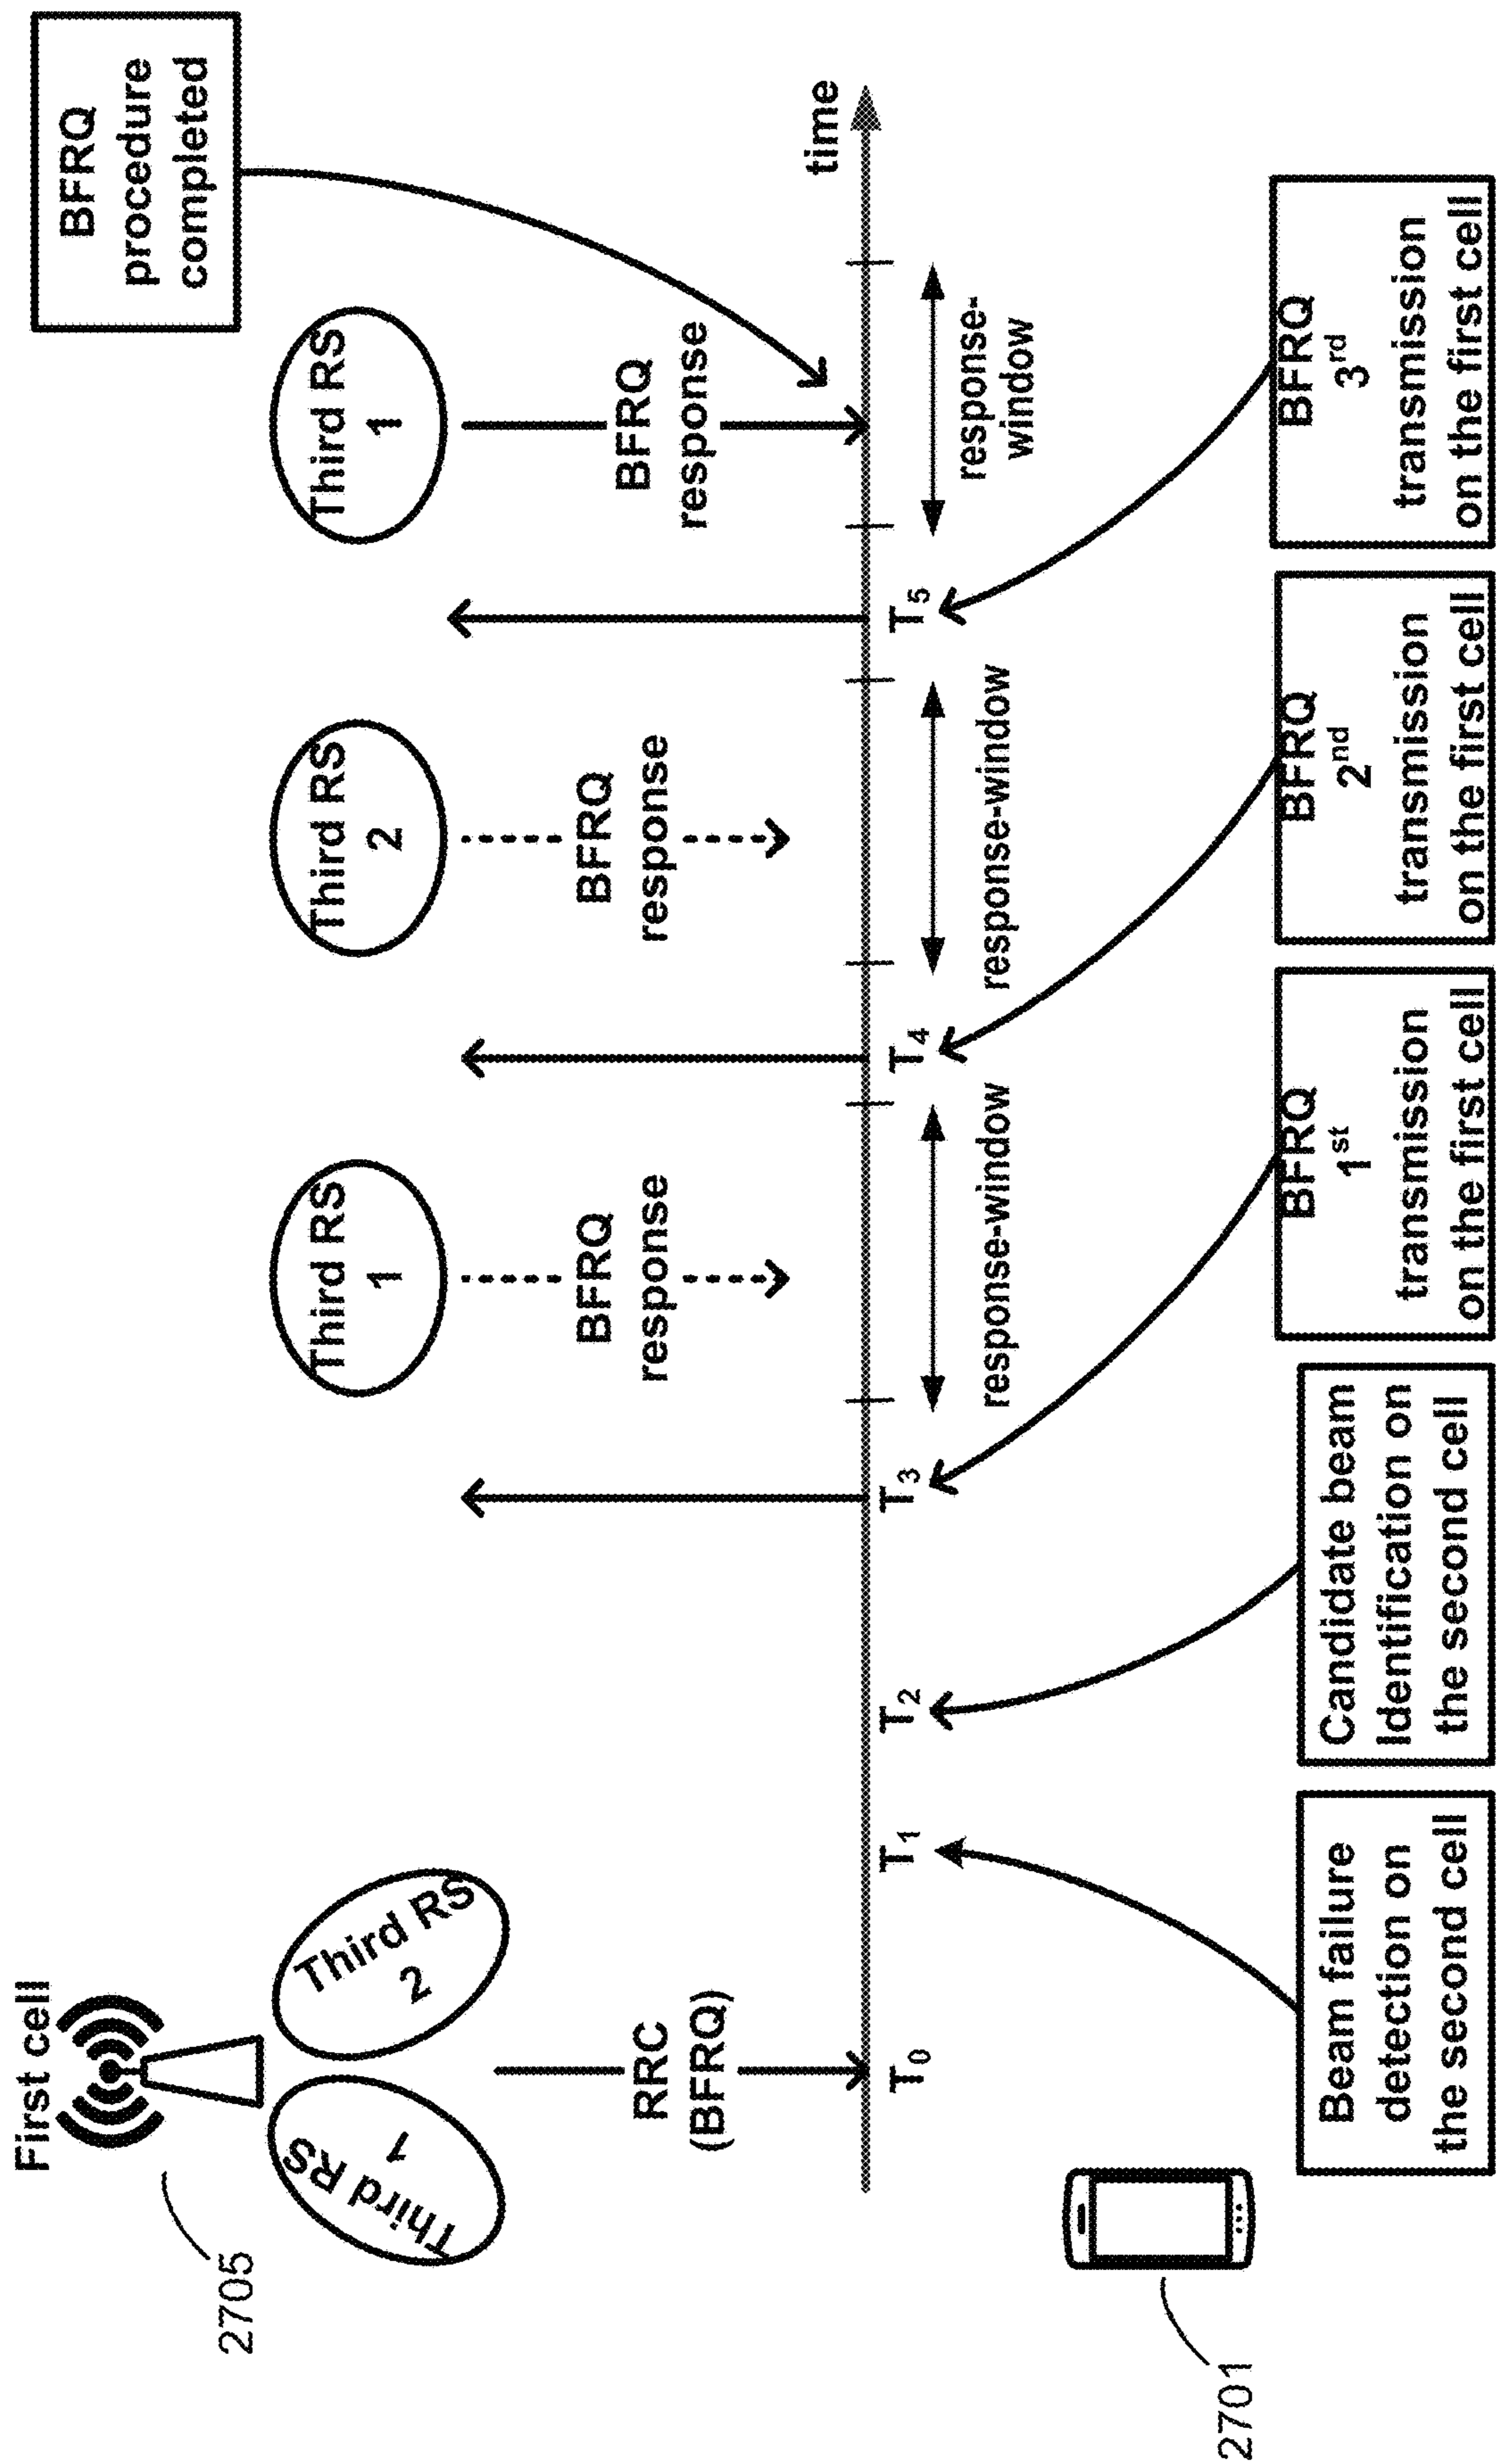 First cell
2705
Third RS
1
Third RS
2
RRC
(BFRQ)
Third RS
1
BFRQ
response
Third RS
2
BFRQ
response
Third RS
1
BFRQ
response
BFRQ
procedure
completed
time
T0
T1
T2
T3
T4
T5
response-window
response-window
response-
window
2701
Beam failure
detection on
the second cell
Candidate beam
Identification on
the second cell
BFRQ
1st
transmission
on the first cell
BFRQ
2nd
transmission
on the first cell
BFRQ
3rd
transmission
on the first cell